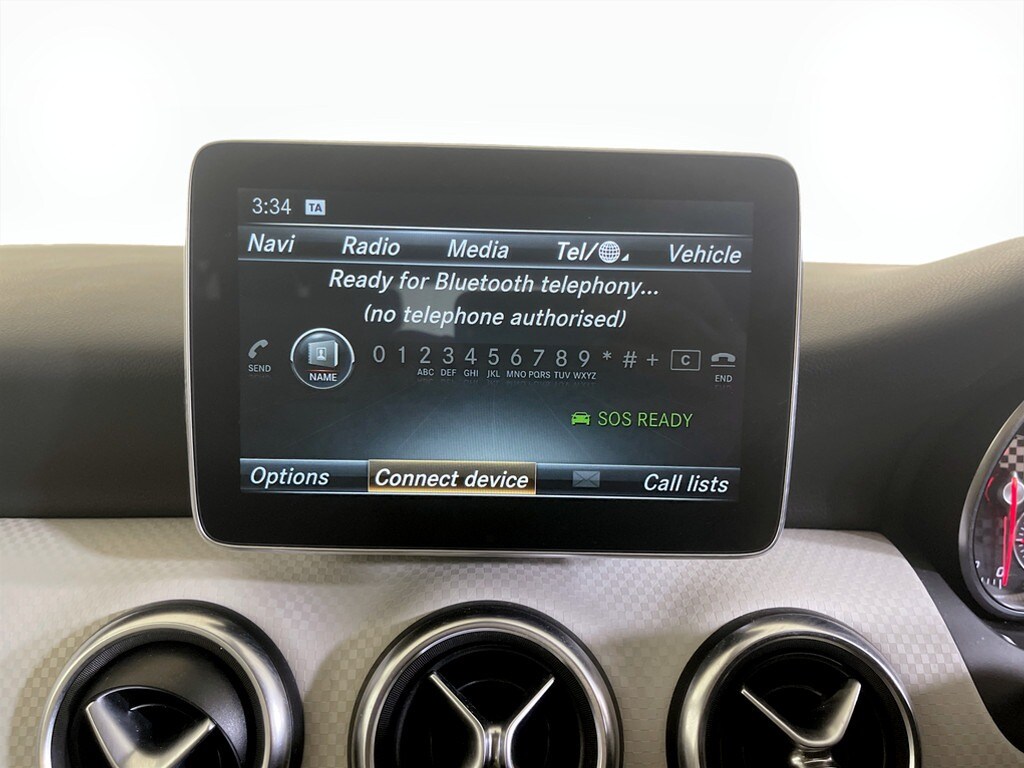 3:34 TA
Navi Radio Media Tel/ Vehicle
Ready for Bluetooth telephony...
(no telephone authorised)
SEND NAME 0 1 2 3 4 5 6 7 8 9 * # + C END
ABC DEF GHI JKL MNO PQRS TUV WXYZ
SOS READY
Options Connect device Call lists